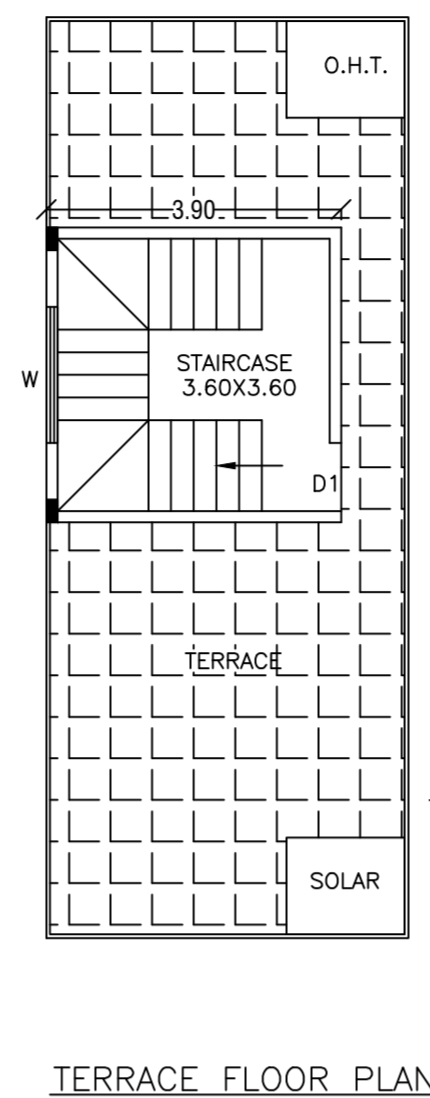 O.H.T.
3.90
STAIRCASE
3.60X3.60
W
D1
TERRACE
SOLAR
TERRACE FLOOR PLAN